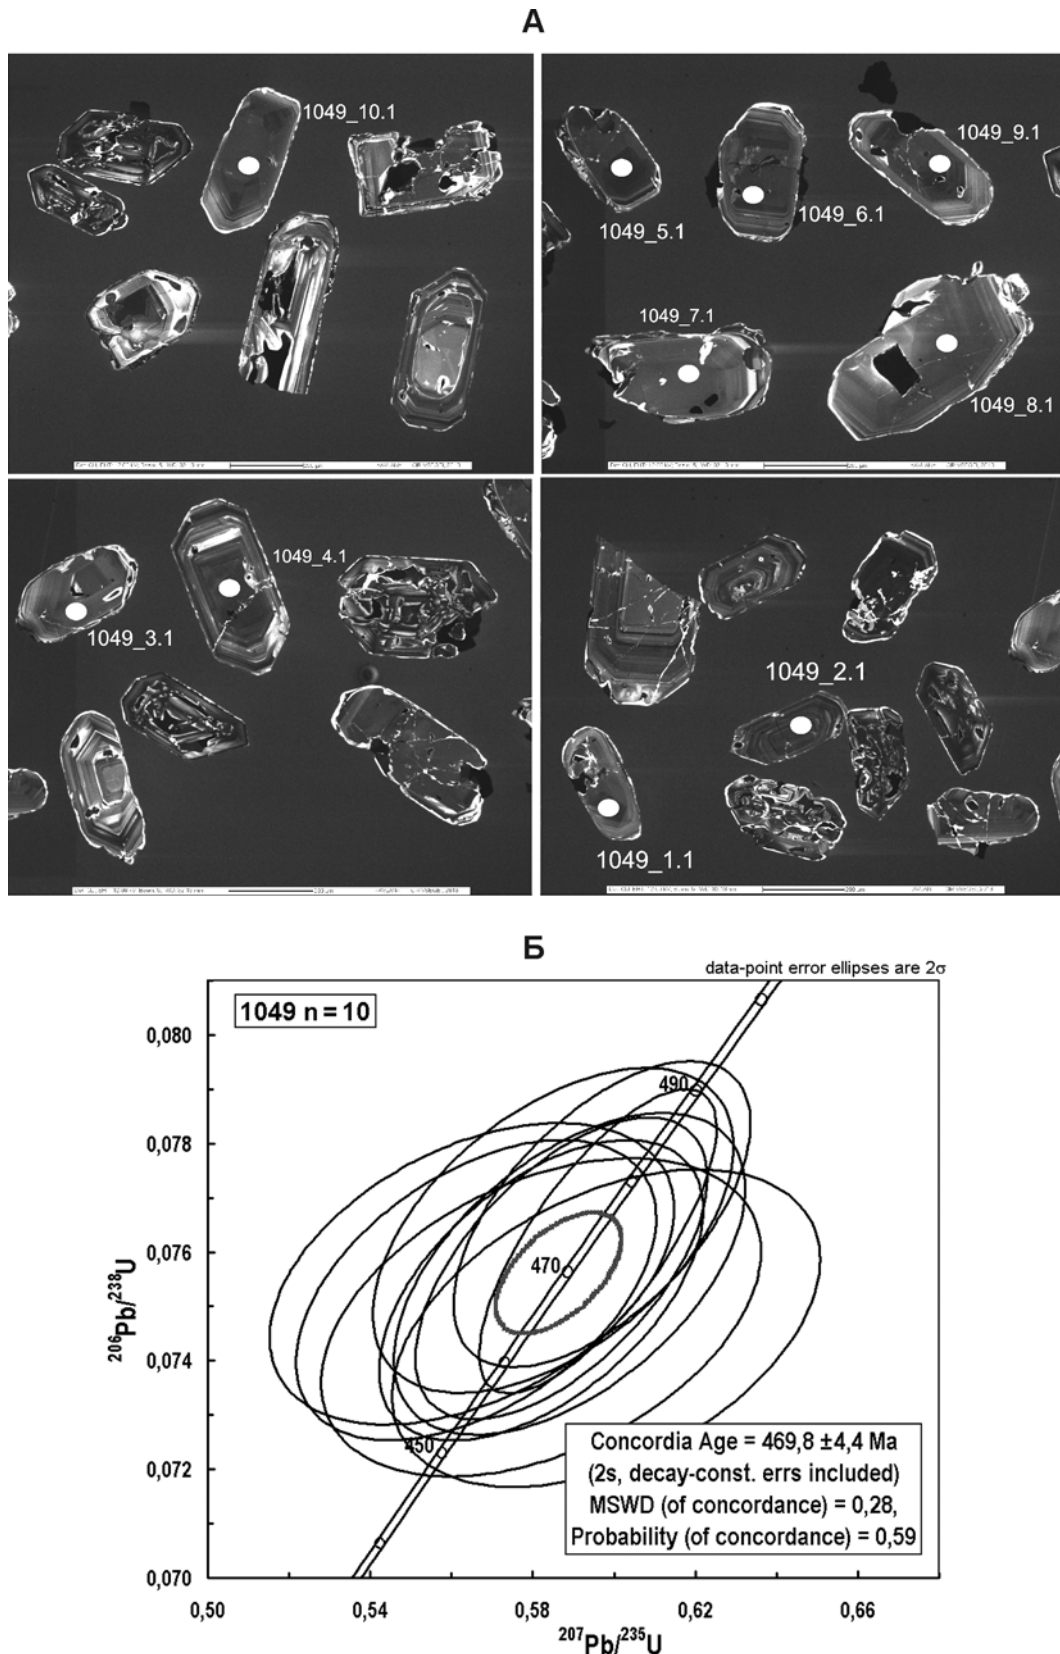 А
1049_10.1
1049_9.1
1049_5.1
1049_6.1
1049_7.1
1049_8.1
1049_4.1
1049_3.1
1049_2.1
1049_1.1
Б
data-point error ellipses are 2σ
1049 n = 10
0,080
0,078
0,076
0,074
0,072
0,070
206Pb/238U
490
470
450
Concordia Age = 469,8 ±4,4 Ma
(2s, decay-const. errs included)
MSWD (of concordance) = 0,28,
Probability (of concordance) = 0,59
0,50 0,54 0,58 0,62 0,66
207Pb/235U